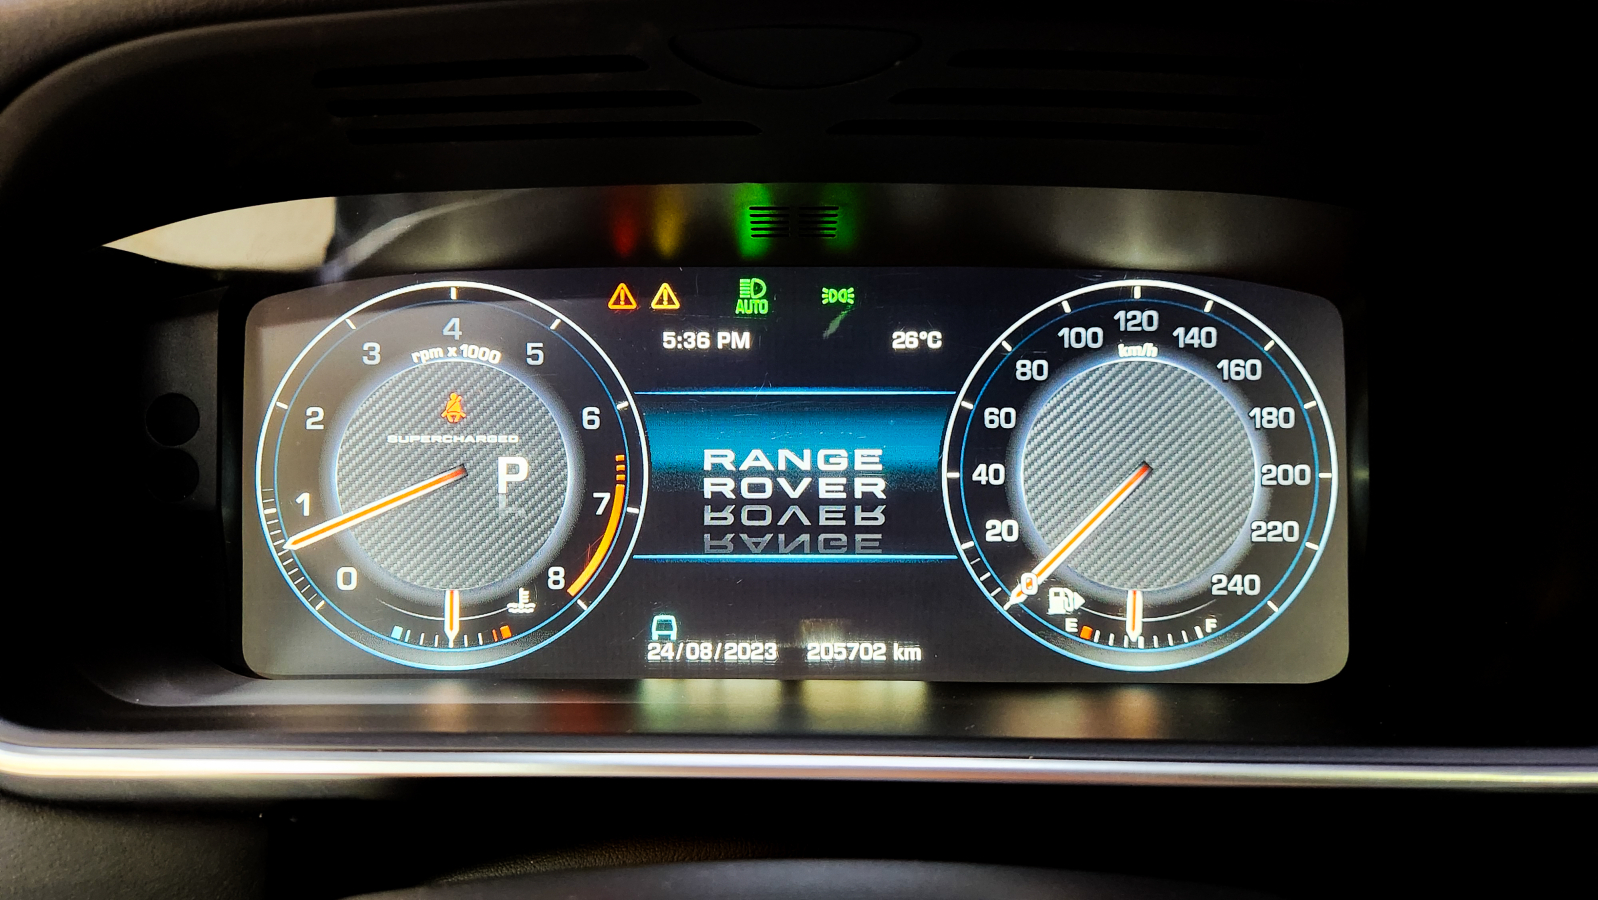 AUTO
5:36 PM
26°C
0
1
2
3
4
5
6
7
8
rpm x 1000
SUPERCHARGED
P
RANGE
ROVER
24/08/2023
205702 km
0
20
40
60
80
100
120
140
160
180
200
220
240
km/h
E
F